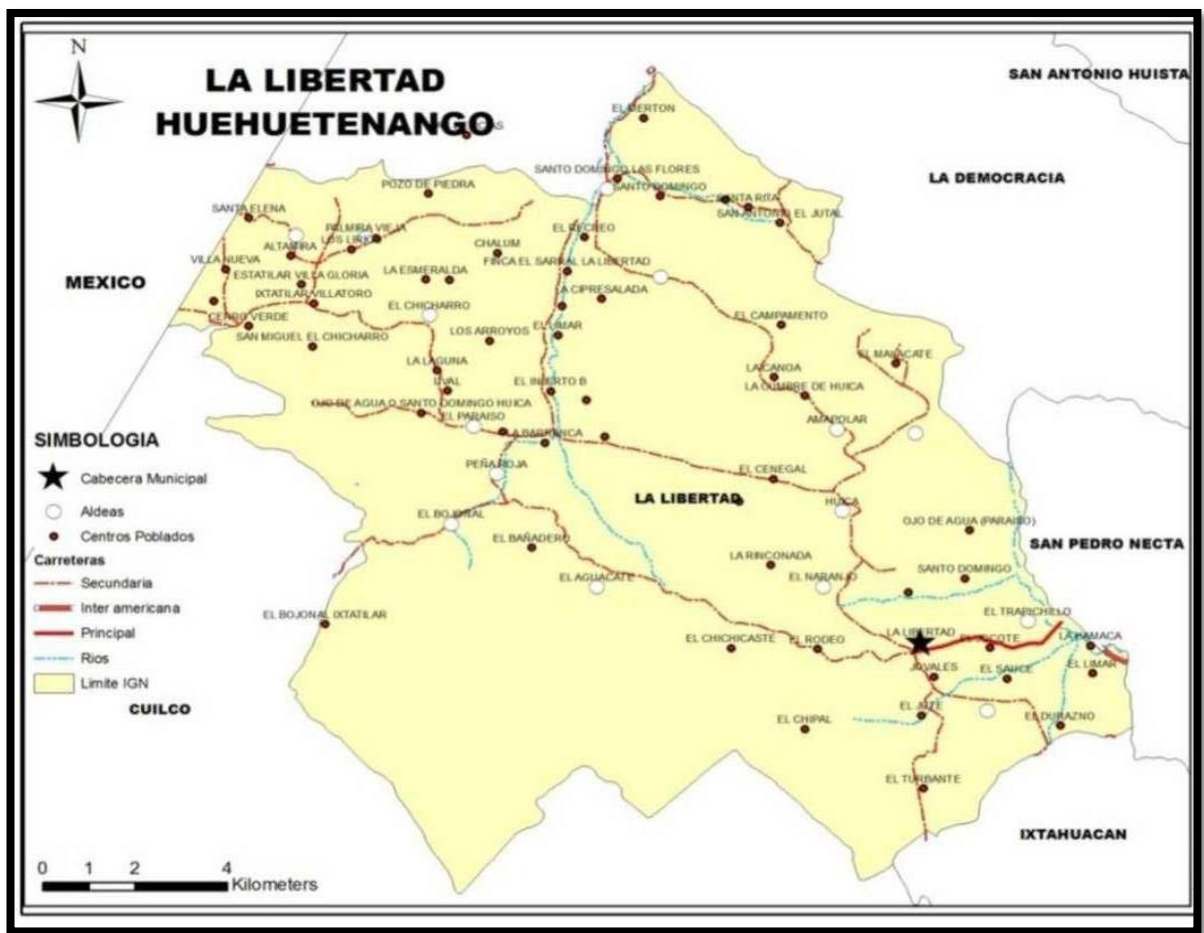 N
LA LIBERTAD
HUEHUETENANGO
SAN ANTONIO HUISTA
EL CERTON
SANTO DOMINGO LAS FLORES
LA DEMOCRACIA
POZO DE PIEDRA
SANTO DOMINGO
SANTA RITA
SANTA ELENA
SAN ANTONIO EL JUTAL
PALMIRA VIEJA
EL RECREO
ALTAMIRA
LOS LIRIOS
CHALUM
VILLA NUEVA
FINCA EL SARRAL LA LIBERTAD
MEXICO
ESTATILAR VILLA GLORIA
LA ESMERALDA
IXTATILAR VILLATORO
LA CIPRESALADA
EL CHICHARRO
CERRO VERDE
EL CAMPAMENTO
SAN MIGUEL EL CHICHARRO
LOS ARROYOS
EL LIMAR
LA LAGUNA
LA CANOA
EL INJERTO B
LA CUMBRE DE HUICA
OJO DE AGUA O SANTO DOMINGO HUICA
EL PARAISO
AMAPOLAR
LA BARRANCA
SIMBOLOGIA
Cabecera Municipal
Aldeas
Centros Poblados
Carreteras
Secundaria
Inter americana
Principal
Rios
Limite IGN
PEÑA ROJA
EL CENEGAL
LA LIBERTAD
HUICA
EL BOJONAL
OJO DE AGUA (PARAISO)
EL BAÑADERO
SAN PEDRO NECTA
LA RINCONADA
SANTO DOMINGO
EL AGUACATE
EL NARANJO
EL BOJONAL IXTATILAR
EL TRAPICHILLO
EL CHICHICASTE
EL RODEO
LA LIBERTAD
LA HAMACA
JOVALES
EL SAUCE
EL LIMAR
CUILCO
EL CHIPAL
EL DURAZNO
EL TURBANTE
IXTAHUACAN
0 1 2 4
Kilometers